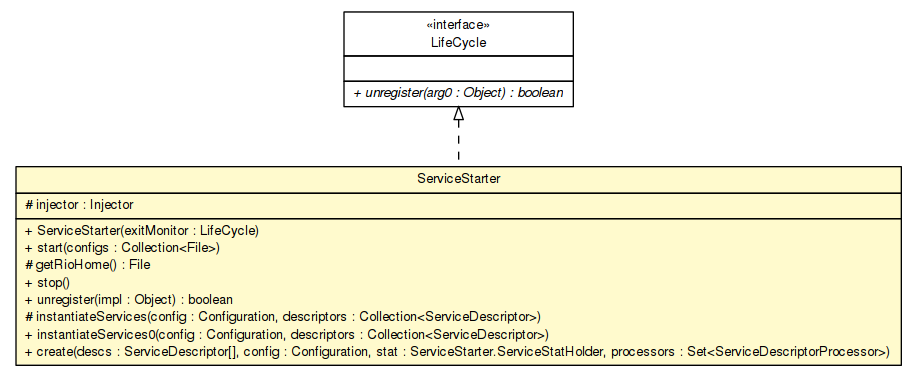 «interface»
LifeCycle
+ unregister(arg0 : Object) : boolean
ServiceStarter
# injector : Injector
+ ServiceStarter(exitMonitor : LifeCycle)
+ start(configs : Collection<File>)
# getRioHome() : File
+ stop()
+ unregister(impl : Object) : boolean
# instantiateServices(config : Configuration, descriptors : Collection<ServiceDescriptor>)
+ instantiateServices0(config : Configuration, descriptors : Collection<ServiceDescriptor>)
+ create(descs : ServiceDescriptor[], config : Configuration, stat : ServiceStarter.ServiceStatHolder, processors : Set<ServiceDescriptorProcessor>)